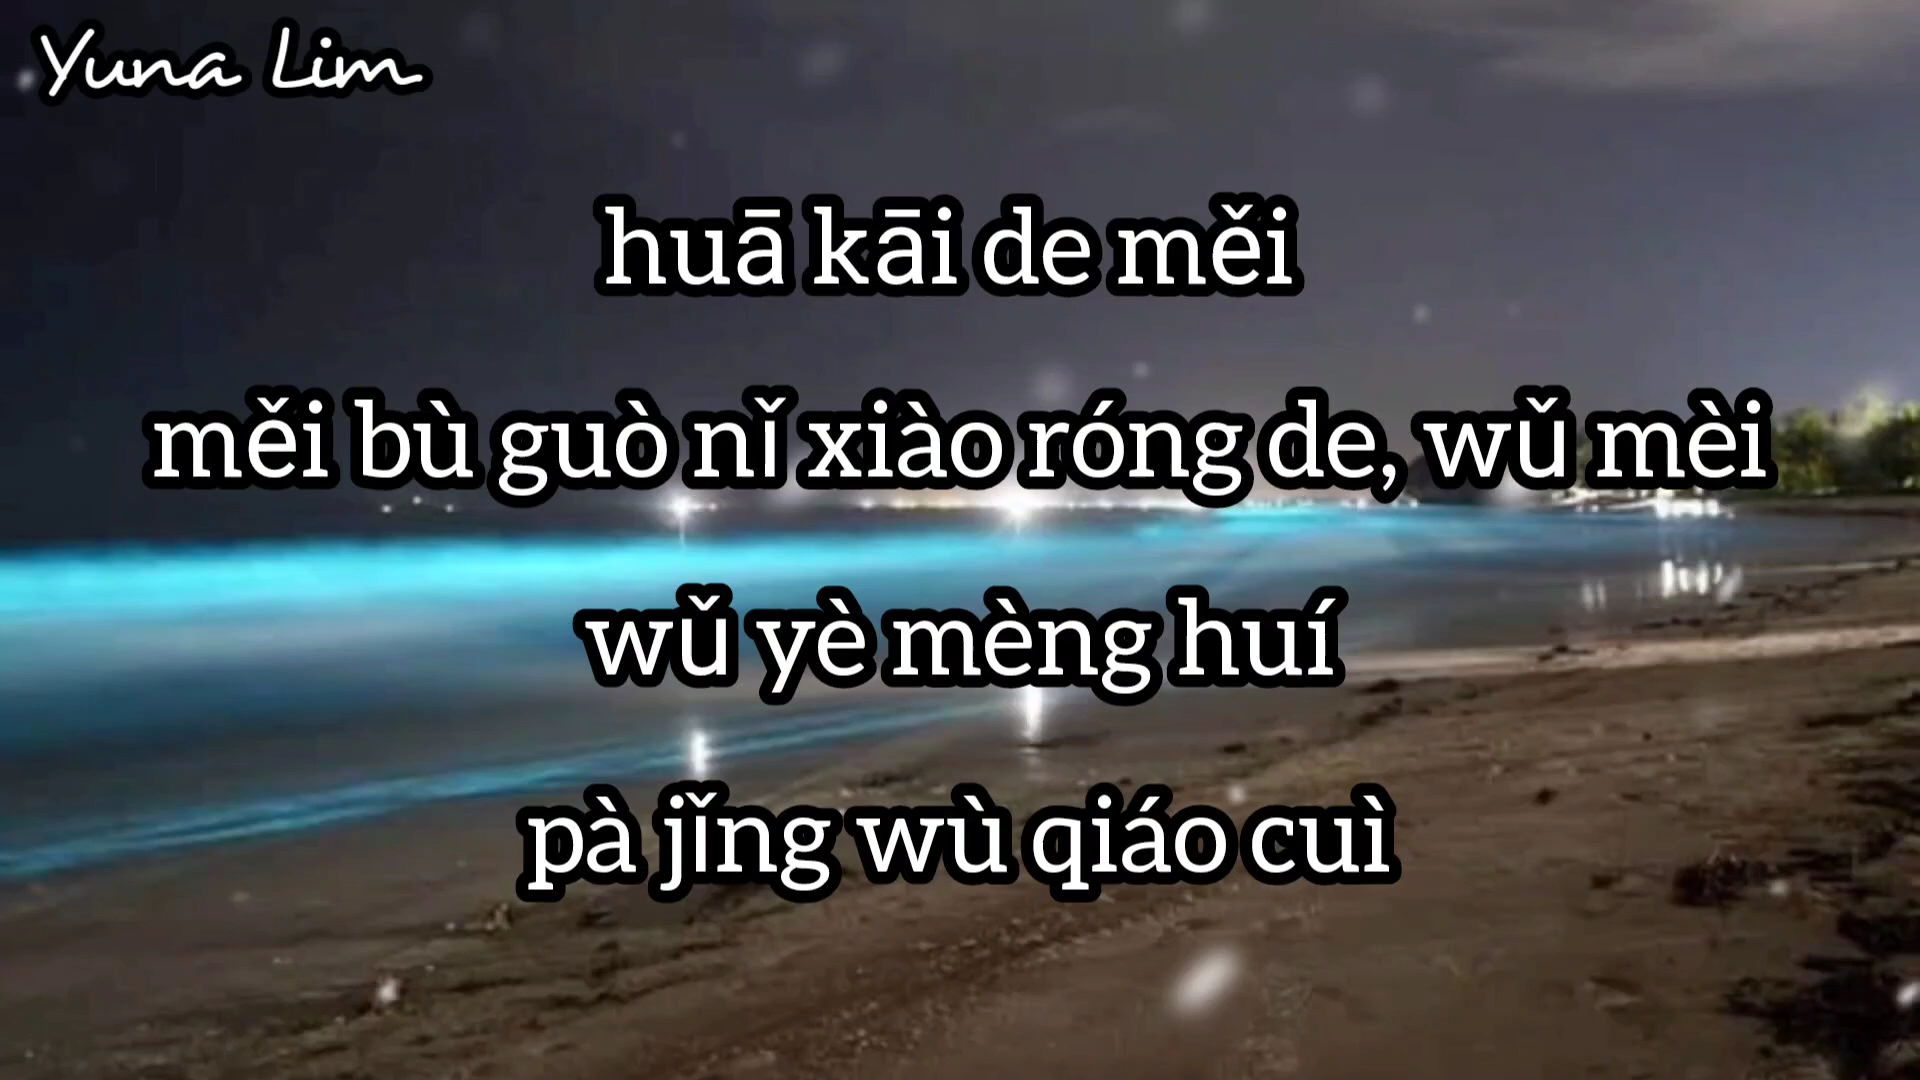 Yuna Lim
huā kāi de měi
měi bù guò nǐ xiào róng de, wǔ mèi
wǔ yè mèng huí
pà jǐng wù qiáo cuì